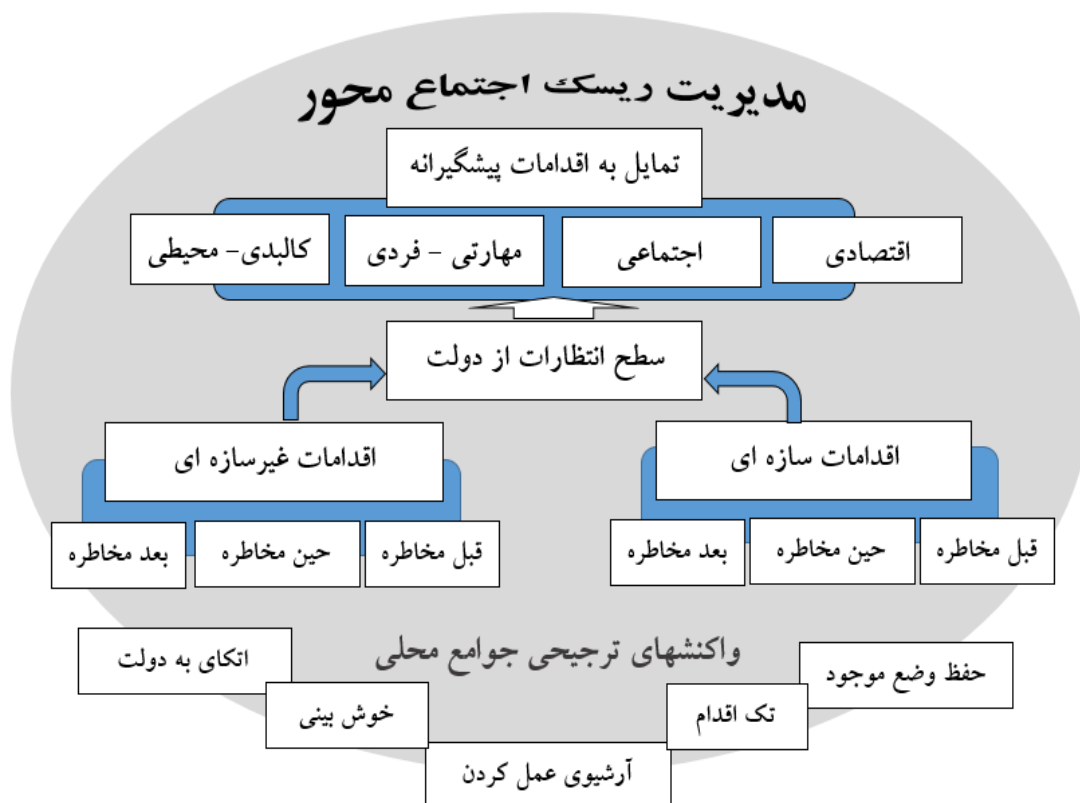 مدیریت ریسک اجتماع محور
تمایل به اقدامات پیشگیرانه
اقتصادی
اجتماعی
مهارتی - فردی
کالبدی- محیطی
سطح انتظارات از دولت
اقدامات سازه ای
اقدامات غیرسازه ای
قبل مخاطره
حین مخاطره
بعد مخاطره
قبل مخاطره
حین مخاطره
بعد مخاطره
واکنشهای ترجیحی جوامع محلی
حفظ وضع موجود
تک اقدام
آرشیوی عمل کردن
خوش بینی
اتکای به دولت